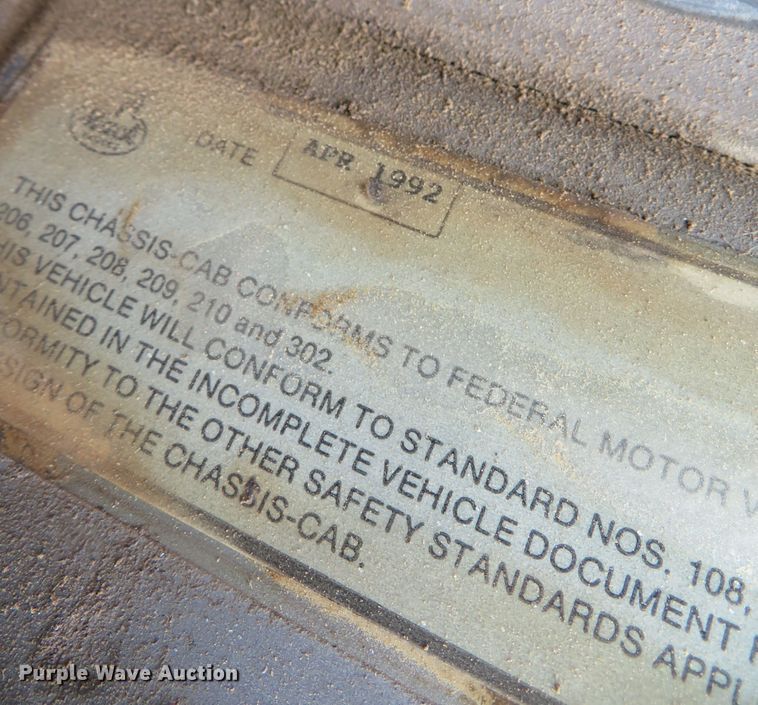 DATE APR 1992
THIS CHASSIS-CAB CONFORMS TO FEDERAL MOTOR V
206, 207, 208, 209, 210 and 302.
HIS VEHICLE WILL CONFORM TO STANDARD NOS. 108,
NTAINED IN THE INCOMPLETE VEHICLE DOCUMENT
FORMITY TO THE OTHER SAFETY STANDARDS APPL
ESIGN OF THE CHASSIS-CAB.
Purple Wave Auction